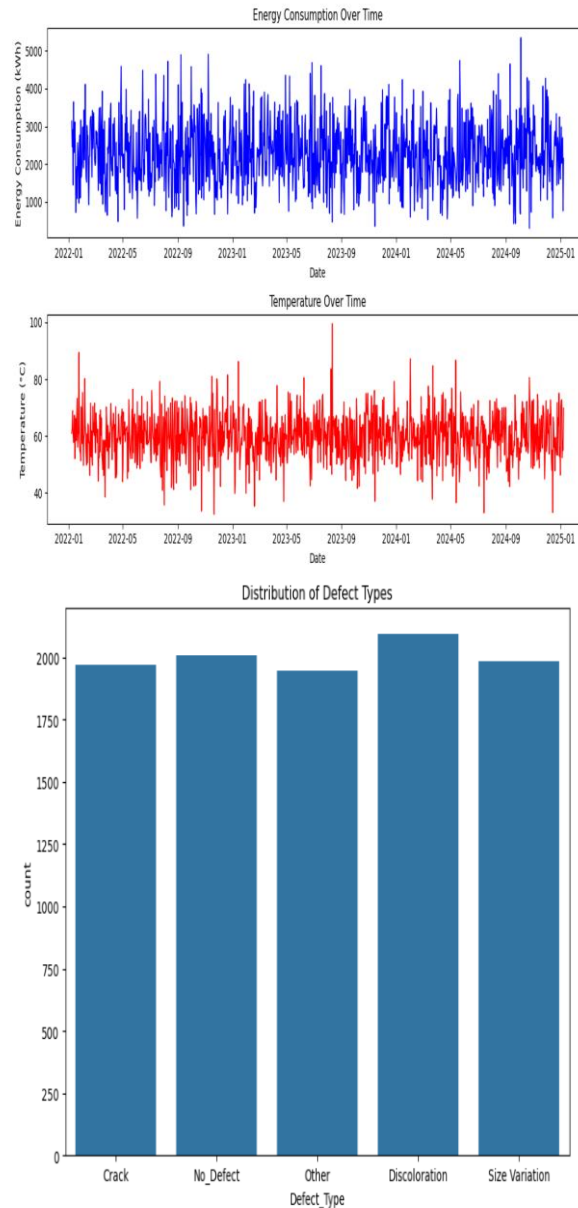 Energy Consumption Over Time
Energy Consumption (kWh)
5000
4000
3000
2000
1000
2022-01 2022-05 2022-09 2023-01 2023-05 2023-09 2024-01 2024-05 2024-09 2025-01
Date
Temperature Over Time
Temperature (°C)
100
80
60
40
2022-01 2022-05 2022-09 2023-01 2023-05 2023-09 2024-01 2024-05 2024-09 2025-01
Date
Distribution of Defect Types
count
2000
1750
1500
1250
1000
750
500
250
0
Crack No_Defect Other Discoloration Size Variation
Defect_Type